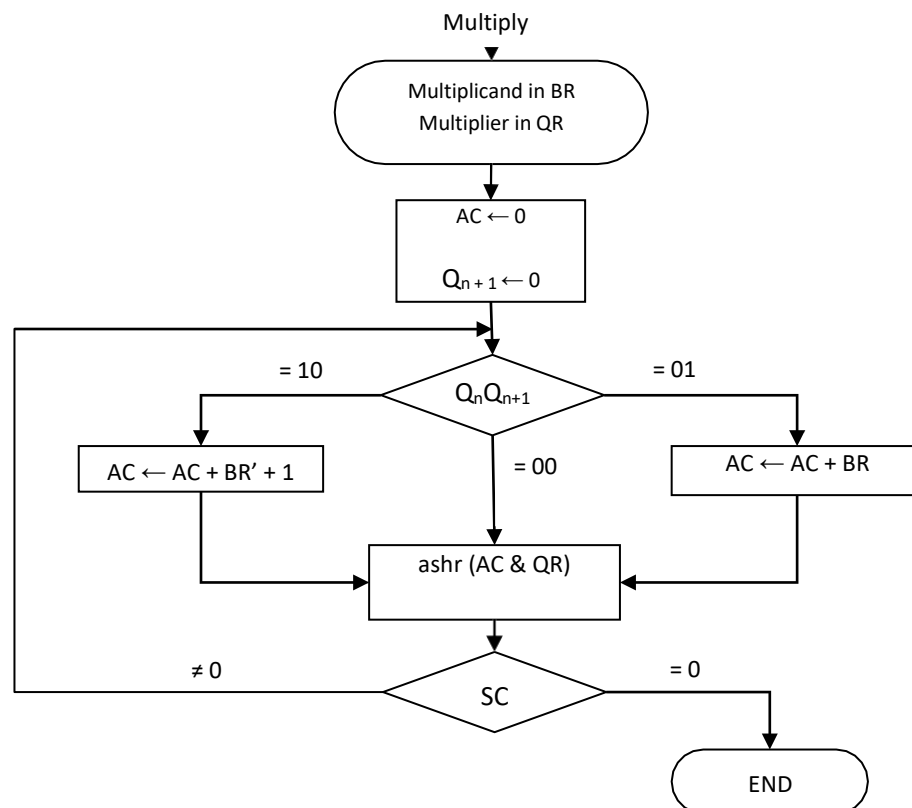 Multiply
Multiplicand in BR
Multiplier in QR
AC ← 0
Qn + 1 ← 0
= 10
QnQn+1
= 01
AC ← AC + BR’ + 1
= 00
AC ← AC + BR
ashr (AC & QR)
≠ 0
SC
= 0
END